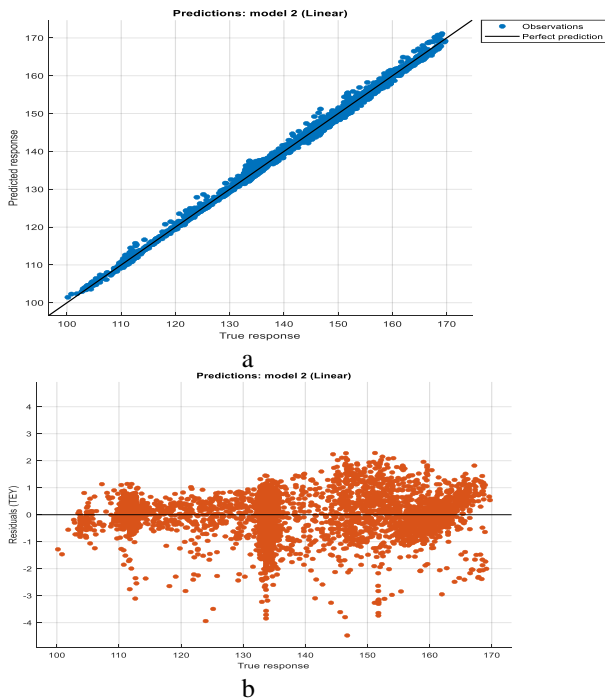 Predictions: model 2 (Linear)
Observations
Perfect prediction
170
160
150
140
130
120
110
100
Predicted response
100 110 120 130 140 150 160 170
True response
a
Predictions: model 2 (Linear)
4
3
2
1
0
-1
-2
-3
-4
Residuals (TEY)
100 110 120 130 140 150 160 170
True response
b